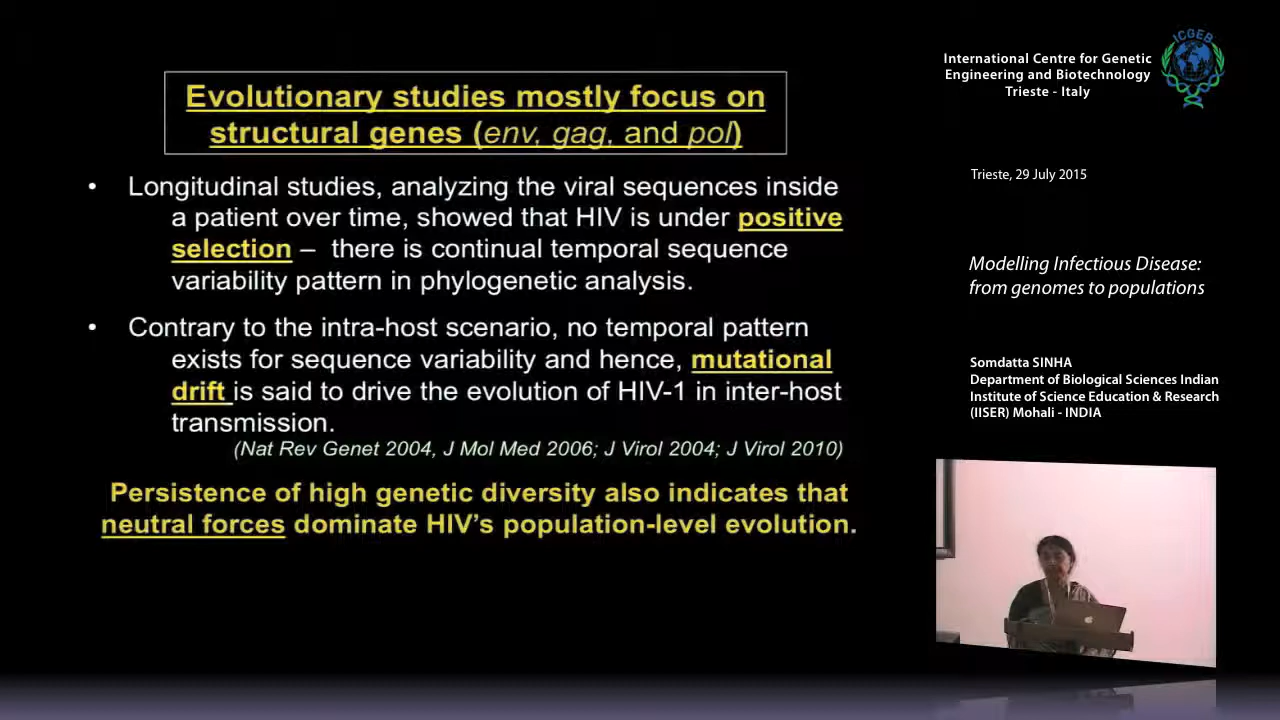 Evolutionary studies mostly focus on
structural genes (env, gag, and pol)
• Longitudinal studies, analyzing the viral sequences inside
a patient over time, showed that HIV is under positive
selection – there is continual temporal sequence
variability pattern in phylogenetic analysis.
• Contrary to the intra-host scenario, no temporal pattern
exists for sequence variability and hence, mutational
drift is said to drive the evolution of HIV-1 in inter-host
transmission.
(Nat Rev Genet 2004, J Mol Med 2006; J Virol 2004; J Virol 2010)
Persistence of high genetic diversity also indicates that
neutral forces dominate HIV's population-level evolution.
International Centre for Genetic
Engineering and Biotechnology
Trieste - Italy
ICGEB
Trieste, 29 July 2015
Modelling Infectious Disease:
from genomes to populations
Somdatta SINHA
Department of Biological Sciences Indian
Institute of Science Education & Research
(IISER) Mohali - INDIA